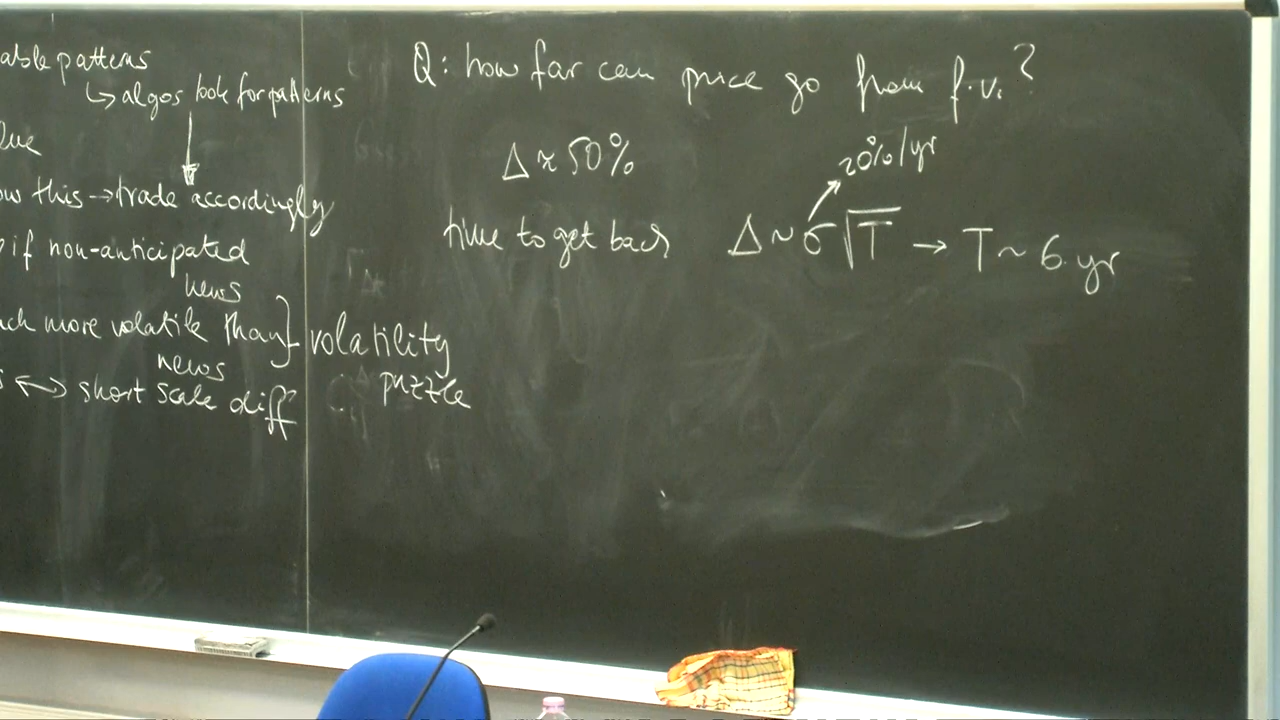 able patterns
↳ algos look for patterns
lue
ow this → trade accordingly
if non-anticipated
news
ch more volatile than } volatility
news puzzle
s ↔ short scale diff
Q: how far can price go from f.v.?
Δ ≈ 50%
20%/yr
time to get back Δ ~ σ√T → T ~ 6 yr